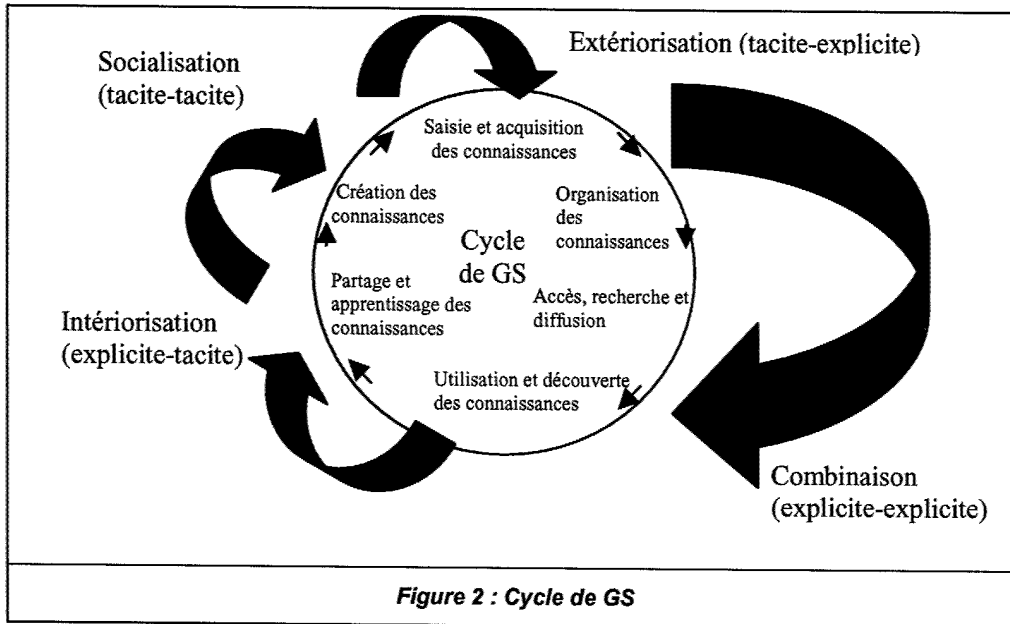 Socialisation
(tacite-tacite)
Extériorisation (tacite-explicite)
Saisie et acquisition
des connaissances
Organisation
des
connaissances
Accès, recherche et
diffusion
Utilisation et découverte
des connaissances
Partage et
apprentissage des
connaissances
Création des
connaissances
Cycle
de GS
Intériorisation
(explicite-tacite)
Combinaison
(explicite-explicite)
Figure 2 : Cycle de GS